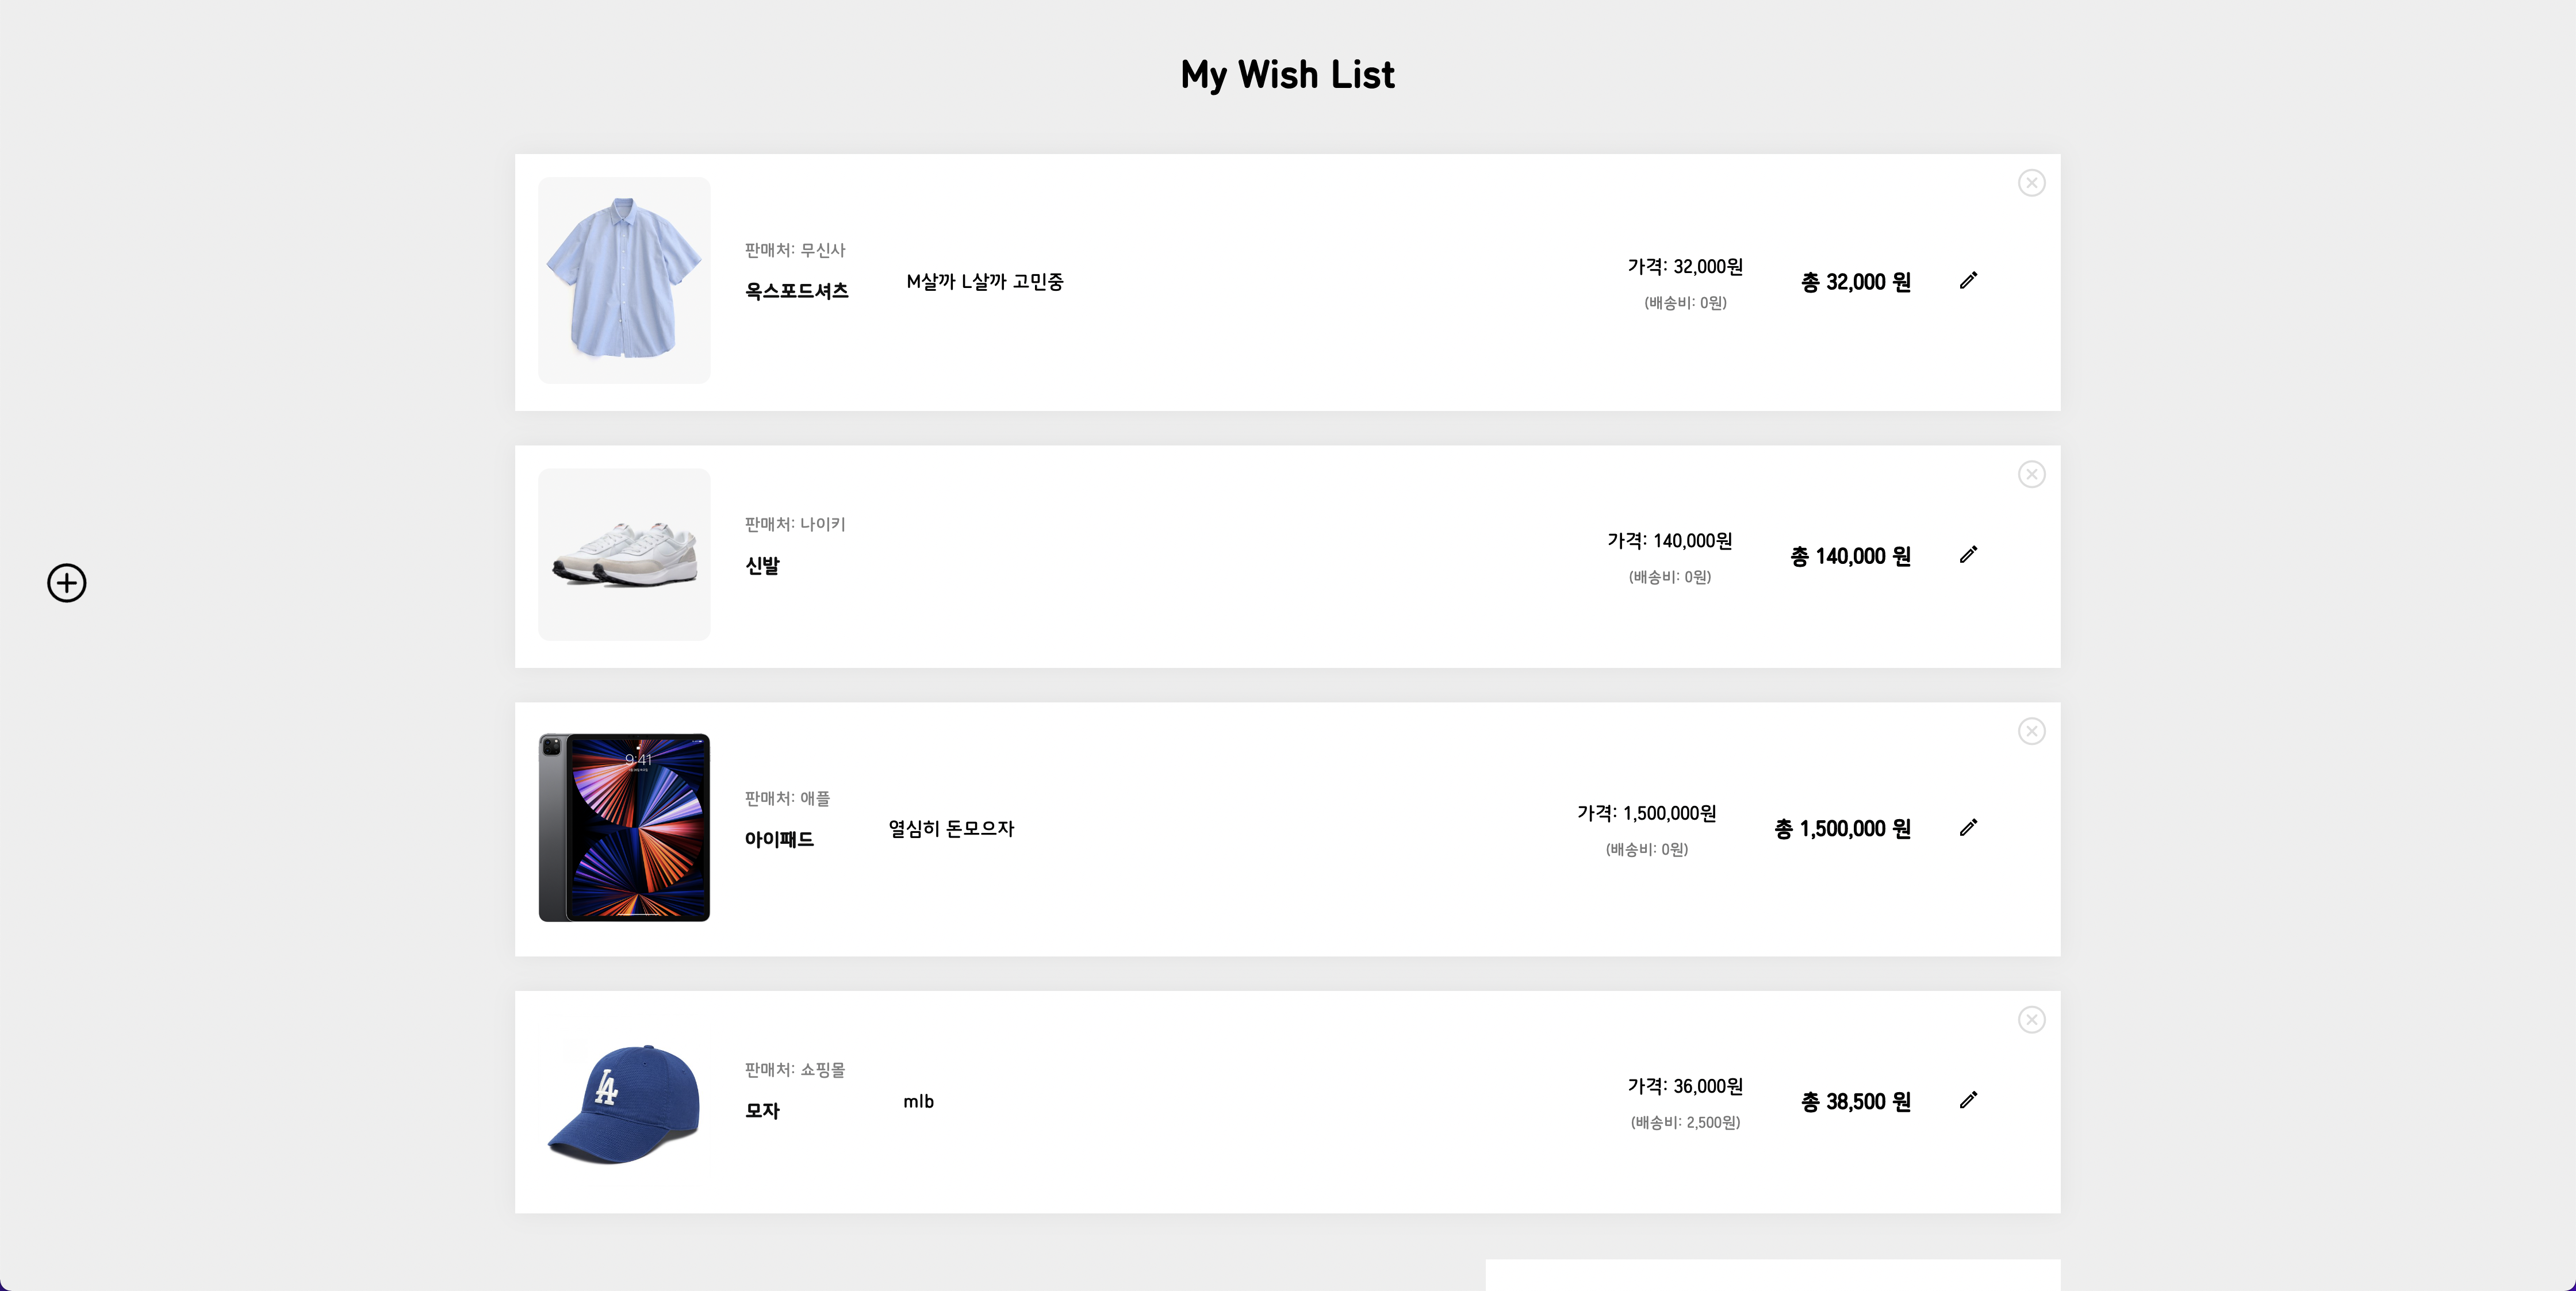 My Wish List
판매처: 무신사
옥스포드셔츠
M살까 L살까 고민중
가격: 32,000원
(배송비: 0원)
총 32,000 원
판매처: 나이키
신발
가격: 140,000원
(배송비: 0원)
총 140,000 원
9:41
판매처: 애플
아이패드
열심히 돈모으자
가격: 1,500,000원
(배송비: 0원)
총 1,500,000 원
LA
판매처: 쇼핑몰
모자
mlb
가격: 36,000원
(배송비: 2,500원)
총 38,500 원